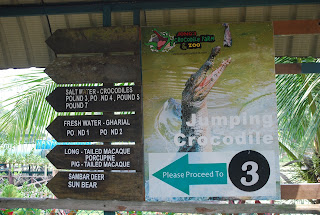 SALT WATER - CROCODILES
POUND 3, PO ND 4, POUND 5
POUND 7
FRESH WATER - GHARIAL
PO ND 1 PO ND 2
LONG - TAILED MACAQUE
PORCUPINE
PIG - TAILED MACAQUE
SAMBAR DEER
SUN BEAR
JONG'S
CROCODILE FARM
& ZOO
Jumping
Crocodile
Please Proceed To
3